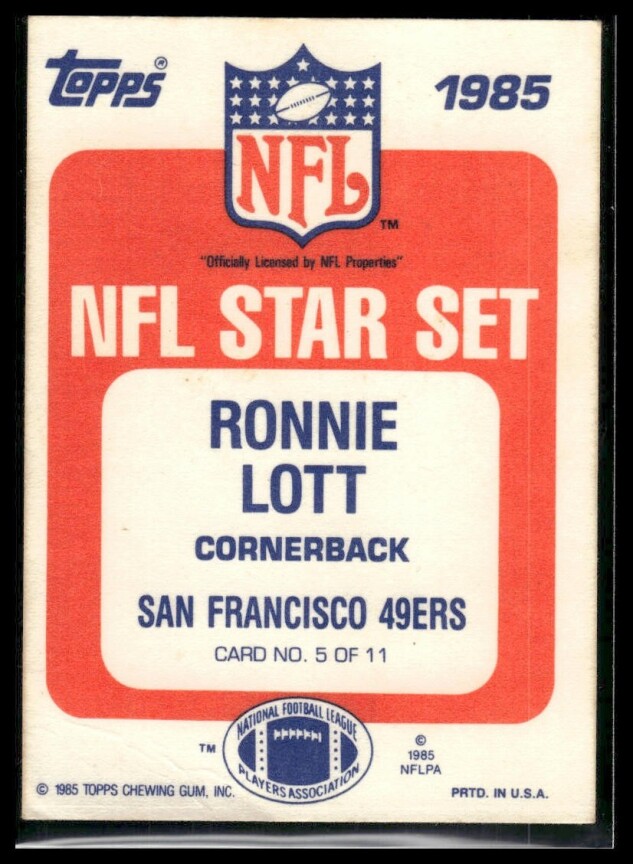 Topps®
1985
NFL
TM
"Officially Licensed by NFL Properties"
NFL STAR SET
RONNIE
LOTT
CORNERBACK
SAN FRANCISCO 49ERS
CARD NO. 5 OF 11
NATIONAL FOOTBALL LEAGUE
PLAYERS ASSOCIATION
TM
©
1985
NFLPA
© 1985 TOPPS CHEWING GUM, INC.
PRTD. IN U.S.A.